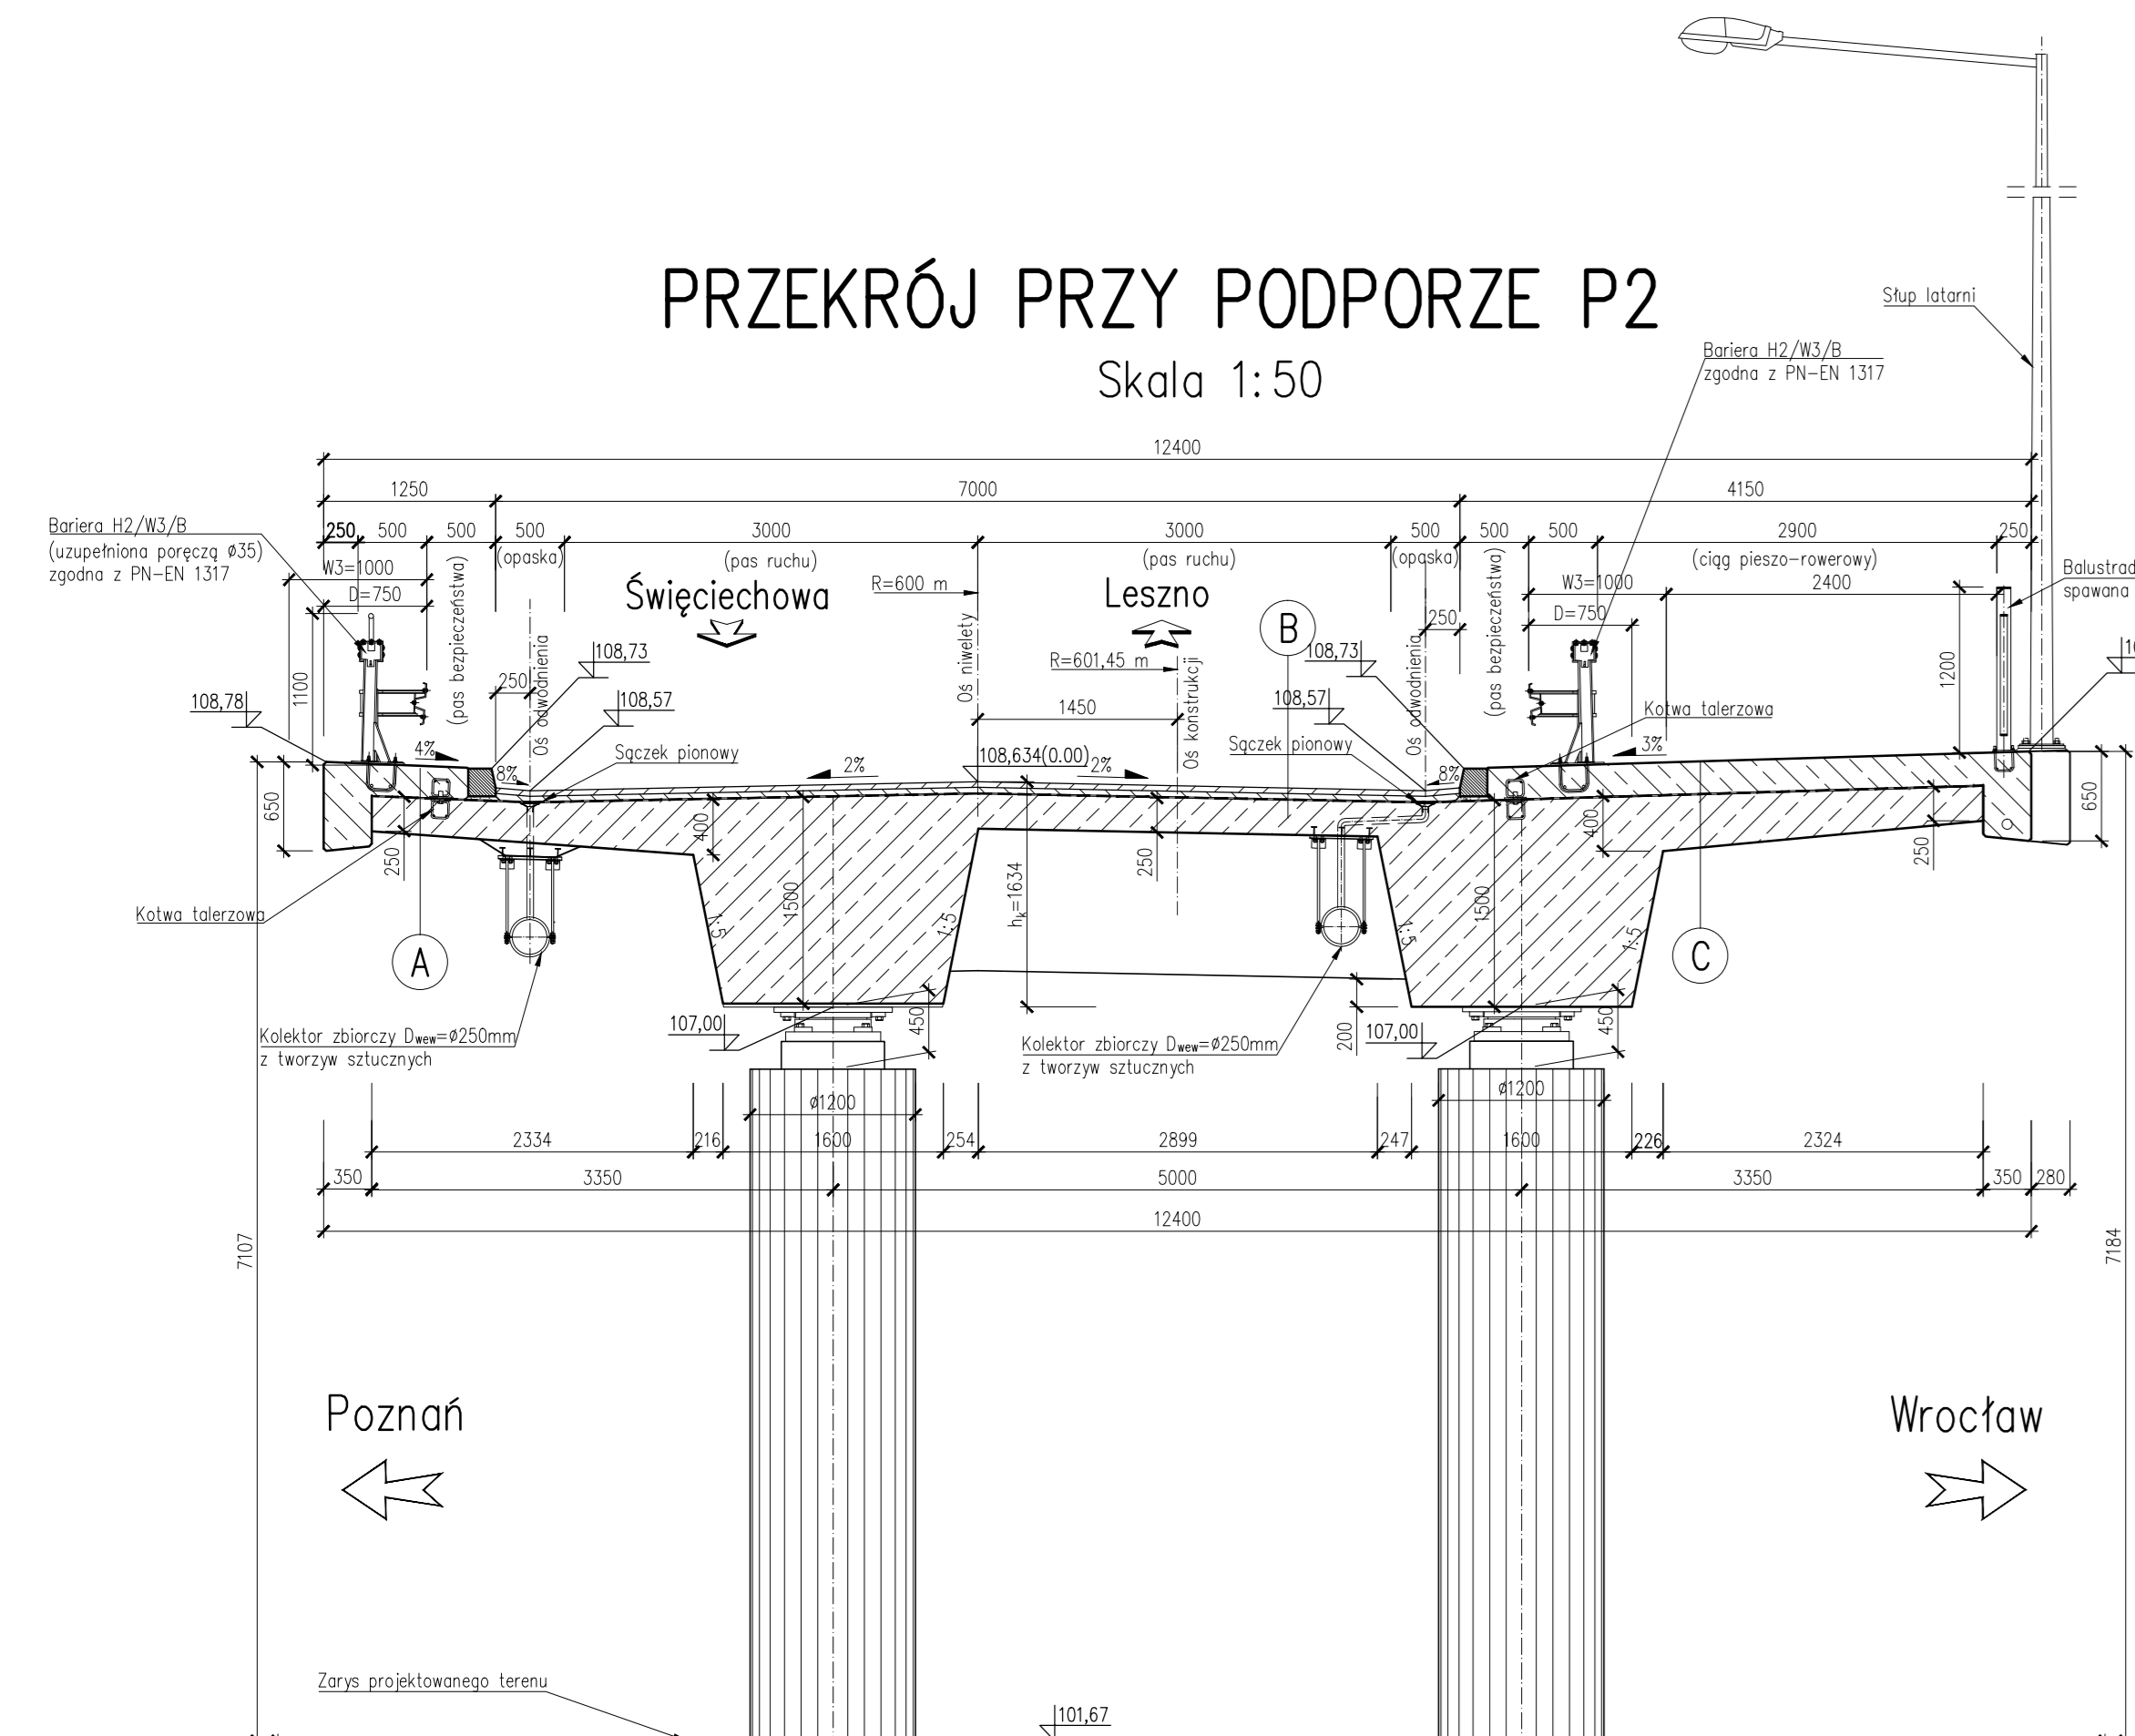 PRZEKRÓJ PRZY PODPORZE P2
Skala 1:50
Słup latarni
Bariera H2/W3/B
zgodna z PN-EN 1317
12400
1250
7000
4150
Bariera H2/W3/B
(uzupełniona poręczą ø35)
zgodna z PN-EN 1317
250
500
500
500
3000
3000
500
500
500
2900
250
(pas bezpieczeństwa)
(opaska)
(pas ruchu)
(pas ruchu)
(opaska)
(pas bezpieczeństwa)
(ciąg pieszo-rowerowy)
W3=1000
D=750
Święciechowa
R=600 m
Leszno
W3=1000
2400
D=750
Balustrad
spawana
250
B
Oś odwodnienia
Oś niwelety
Oś konstrukcji
Oś odwodnienia
1100
1200
108,73
R=601,45 m
108,73
250
108,78
108,57
108,57
1450
Kotwa talerzowa
Sączek pionowy
Sączek pionowy
4%
8%
2%
108,634(0.00)
2%
8%
3%
650
250
400
1500
hk=1634
250
1500
400
250
650
1:5
1:5
1:5
1:5
Kotwa talerzowa
A
C
107,00
450
200
107,00
450
Kolektor zbiorczy Dwew=ø250mm
z tworzyw sztucznych
Kolektor zbiorczy Dwew=ø250mm
z tworzyw sztucznych
ø1200
ø1200
2334
216
1600
254
2899
247
1600
226
2324
350
3350
5000
3350
350
280
12400
7107
7184
Poznań
Wrocław
Zarys projektowanego terenu
101,67